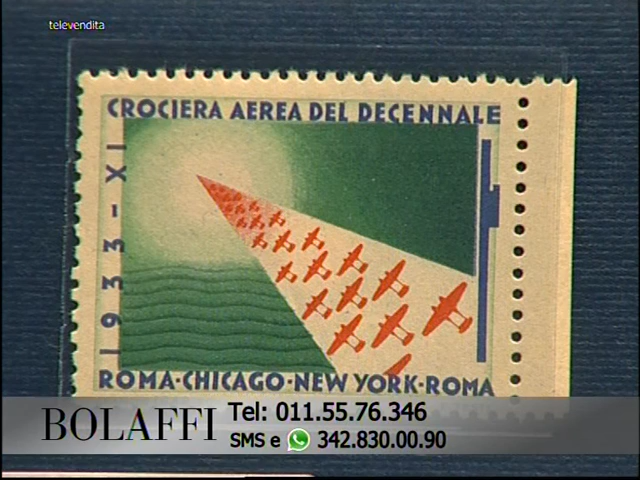 televendita
CROCIERA AEREA DEL DECENNALE
1933-XI
ROMA-CHICAGO-NEW YORK-ROMA
BOLAFFI
Tel: 011.55.76.346
SMS e 342.830.00.90